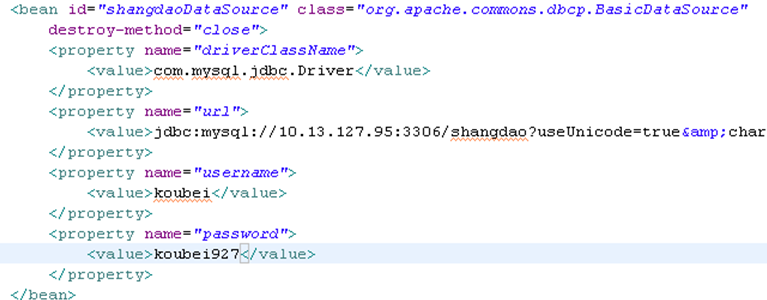 <bean id="shangdaoDataSource" class="org.apache.commons.dbcp.BasicDataSource"
destroy-method="close">
<property name="driverClassName">
<value>com.mysql.jdbc.Driver</value>
</property>
<property name="url">
<value>jdbc:mysql://10.13.127.95:3306/shangdao?useUnicode=true&amp;char
</property>
<property name="username">
<value>koubei</value>
</property>
<property name="password">
<value>koubei927</value>
</property>
</bean>